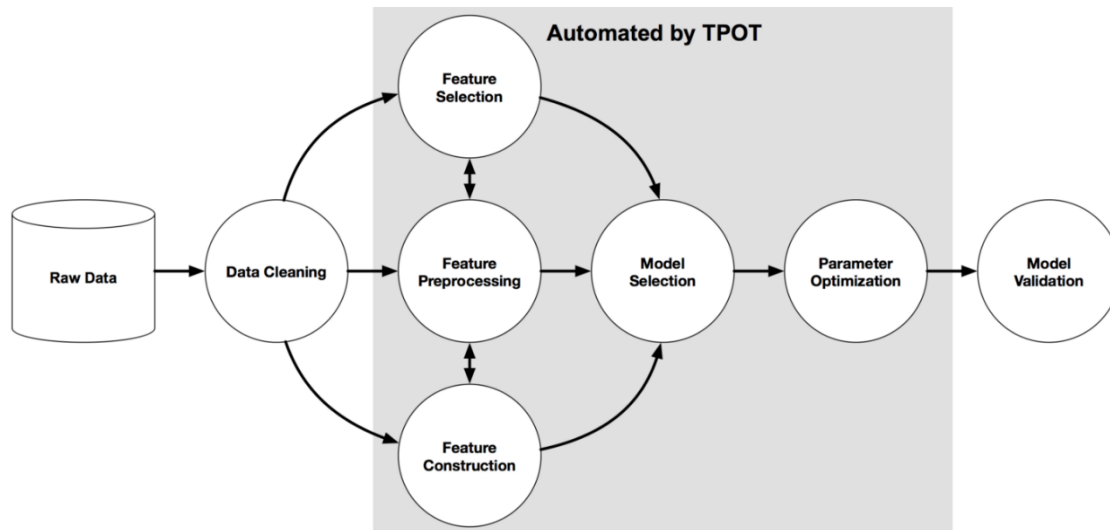 Automated by TPOT
Feature
Selection
Raw Data
Data Cleaning
Feature
Preprocessing
Model
Selection
Parameter
Optimization
Model
Validation
Feature
Construction